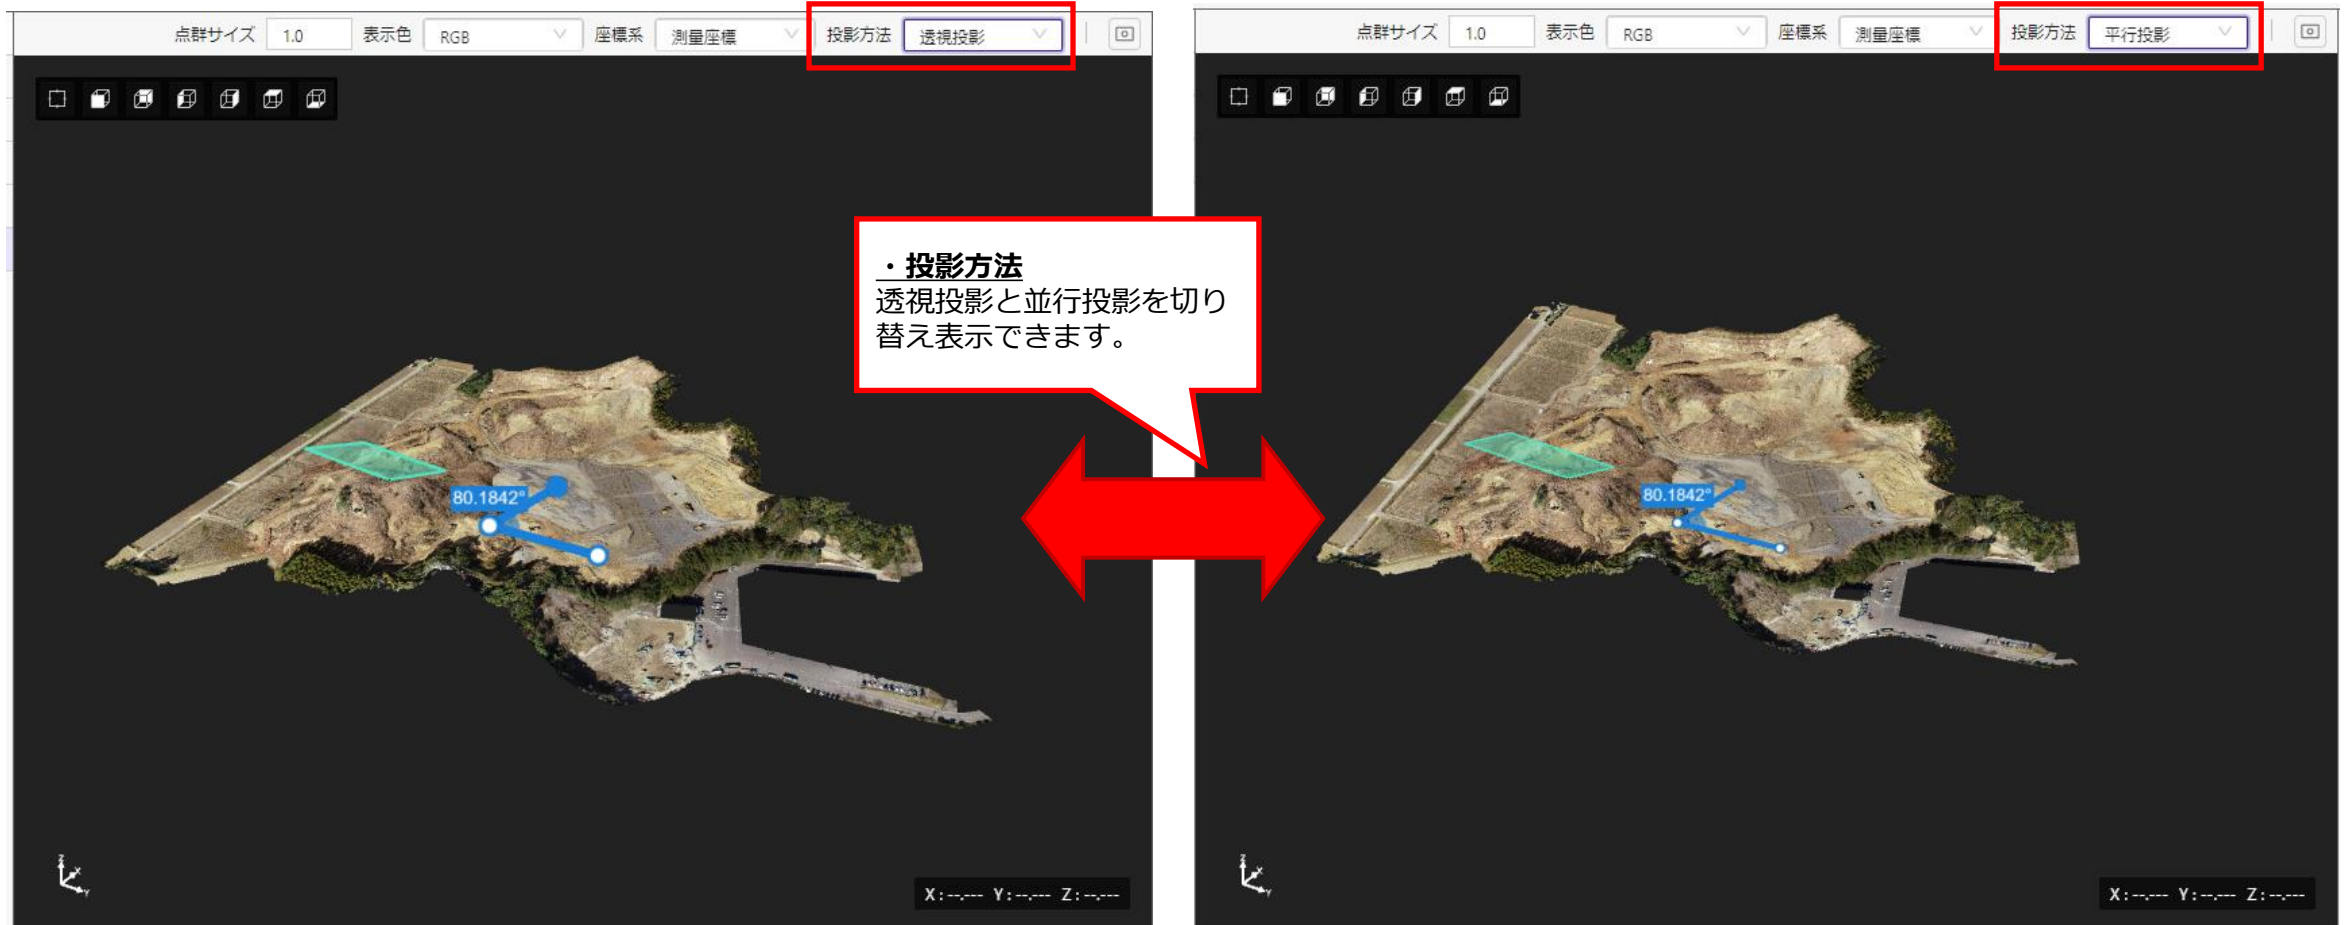 点群サイズ 1.0 表示色 RGB 座標系 測量座標 投影方法 透視投影
80.1842°
Z
X
Y
X:--.--- Y:--.--- Z:--.---
・投影方法
透視投影と並行投影を切り
替え表示できます。
点群サイズ 1.0 表示色 RGB 座標系 測量座標 投影方法 平行投影
80.1842°
Z
X
Y
X:--.--- Y:--.--- Z:--.---